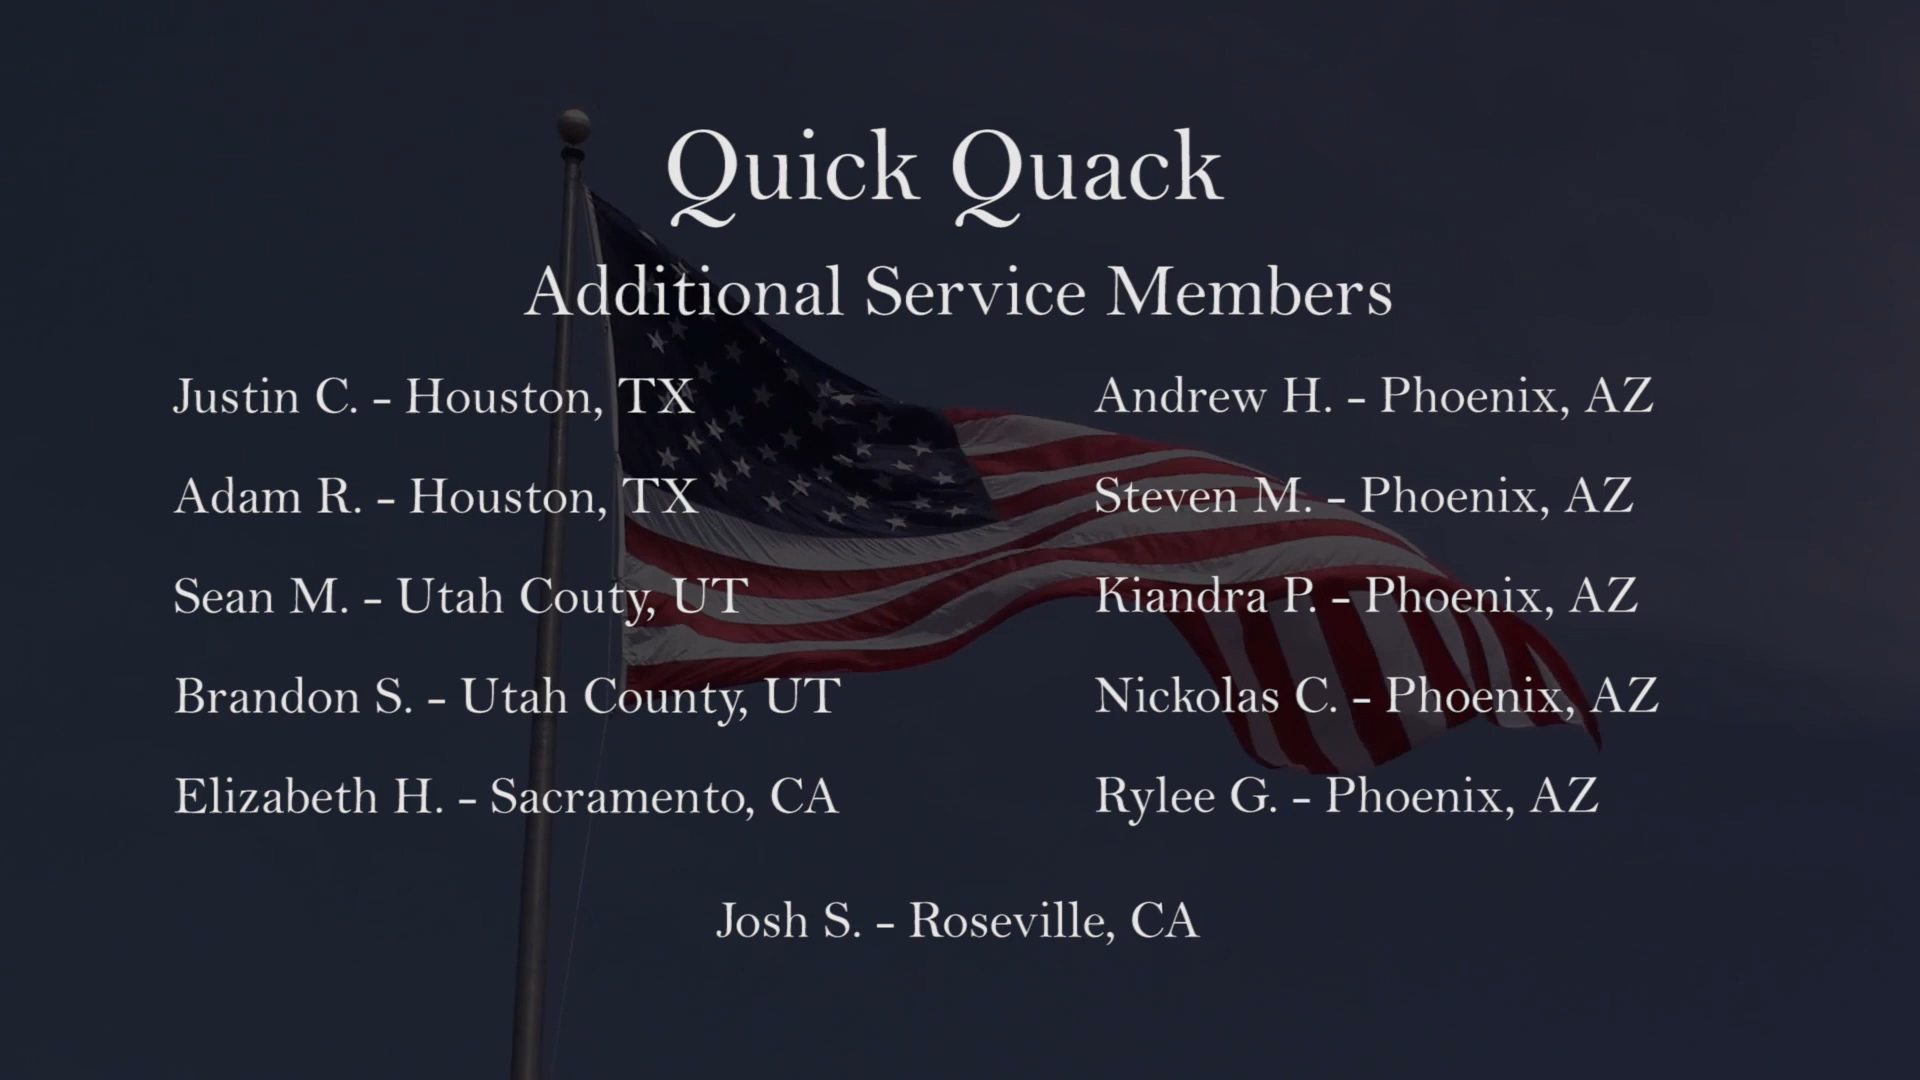 Quick Quack
Additional Service Members
Justin C. - Houston, TX
Adam R. - Houston, TX
Sean M. - Utah Couty, UT
Brandon S. - Utah County, UT
Elizabeth H. - Sacramento, CA
Andrew H. - Phoenix, AZ
Steven M. - Phoenix, AZ
Kiandra P. - Phoenix, AZ
Nickolas C. - Phoenix, AZ
Rylee G. - Phoenix, AZ
Josh S. - Roseville, CA